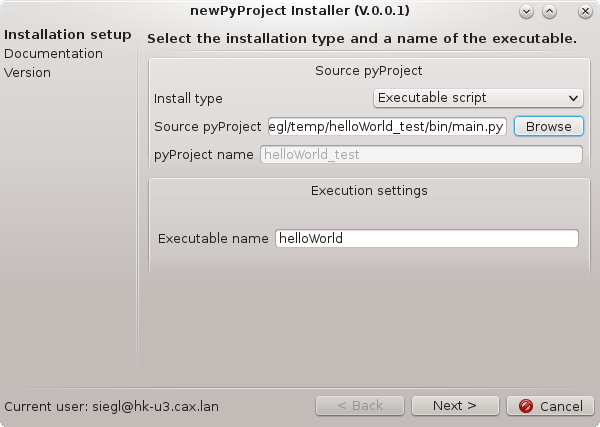 newPyProject Installer (V.0.0.1)
Installation setup
Documentation
Version
Select the installation type and a name of the executable.
Source pyProject
Install type Executable script
Source pyProject egl/temp/helloWorld_test/bin/main.py Browse
pyProject name helloWorld_test
Execution settings
Executable name helloWorld
Current user: siegl@hk-u3.cax.lan < Back Next > Cancel